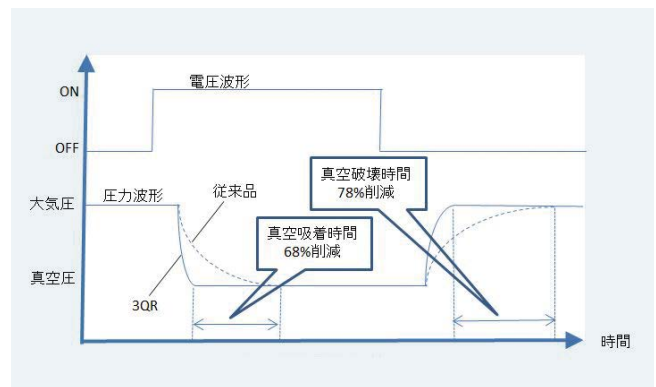 ON
電圧波形
OFF
大気圧
圧力波形
従来品
真空破壊時間
78%削減
真空吸着時間
68%削減
真空圧
3QR
時間